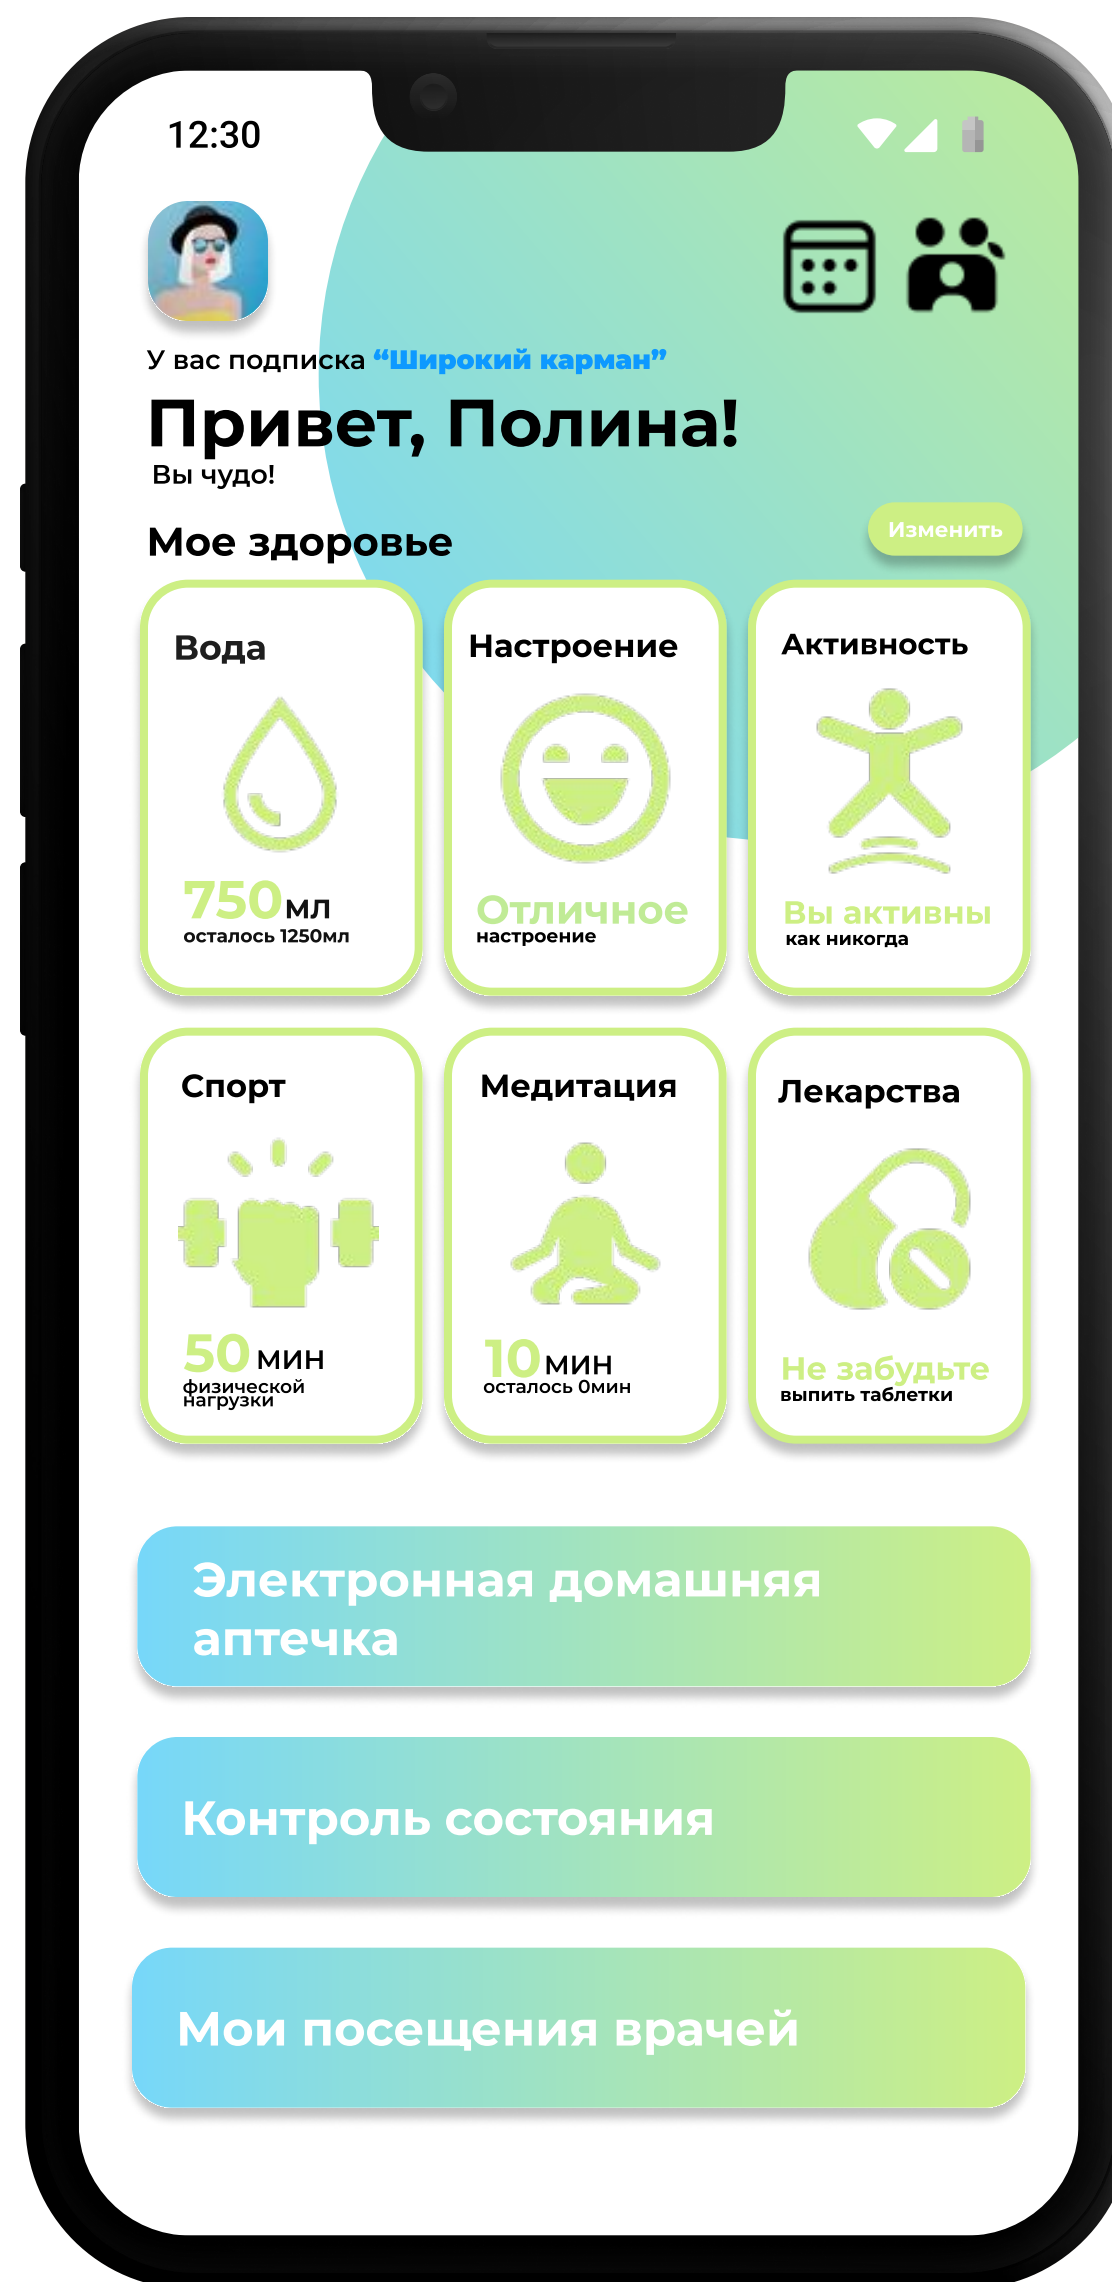 12:30
У вас подписка “Широкий карман”
Привет, Полина!
Вы чудо!
Мое здоровье
Изменить
Вода
750 мл
осталось 1250мл
Настроение
Отличное
настроение
Активность
Вы активны
как никогда
Спорт
50 мин
физической
нагрузки
Медитация
10 мин
осталось 0мин
Лекарства
Не забудьте
выпить таблетки
Электронная домашняя
аптечка
Контроль состояния
Мои посещения врачей